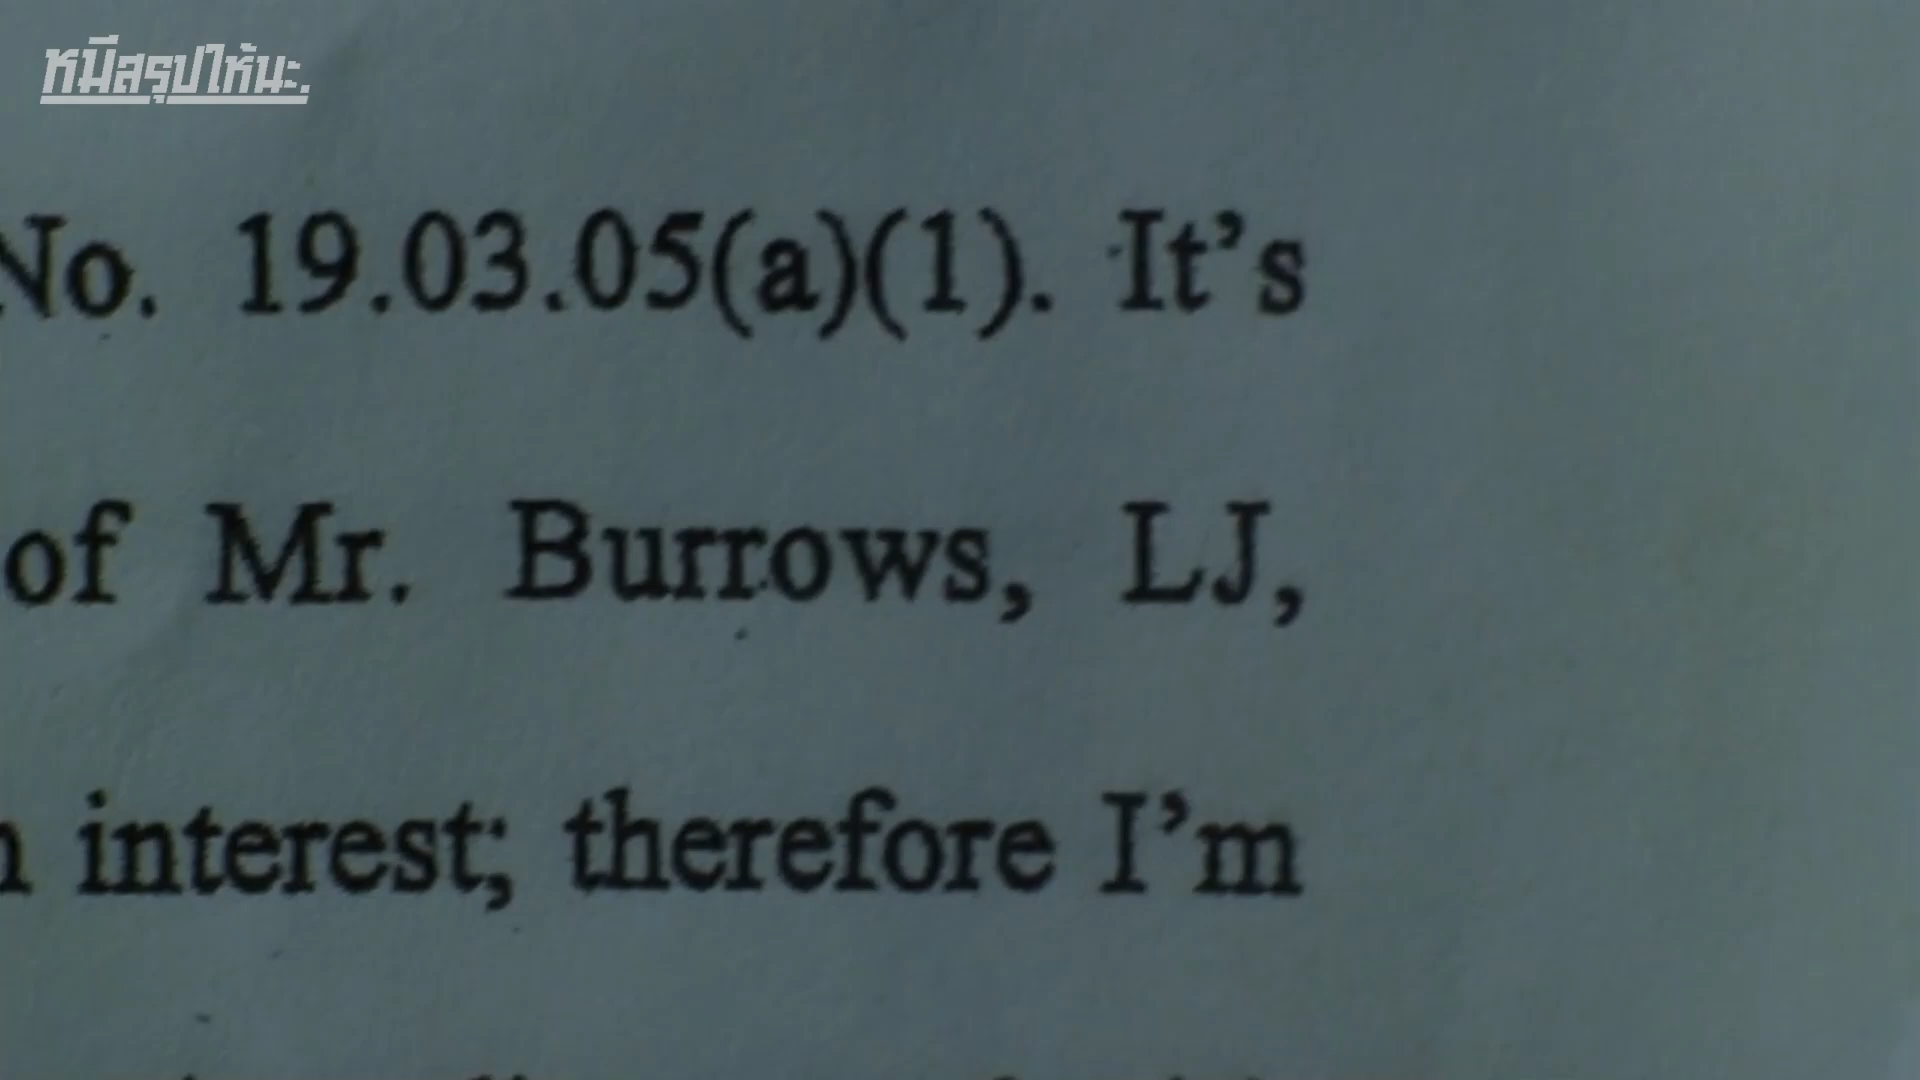 หมีสรุปให้นะ.
No. 19.03.05(a)(1). It's
of Mr. Burrows, LJ,
interest; therefore I'm